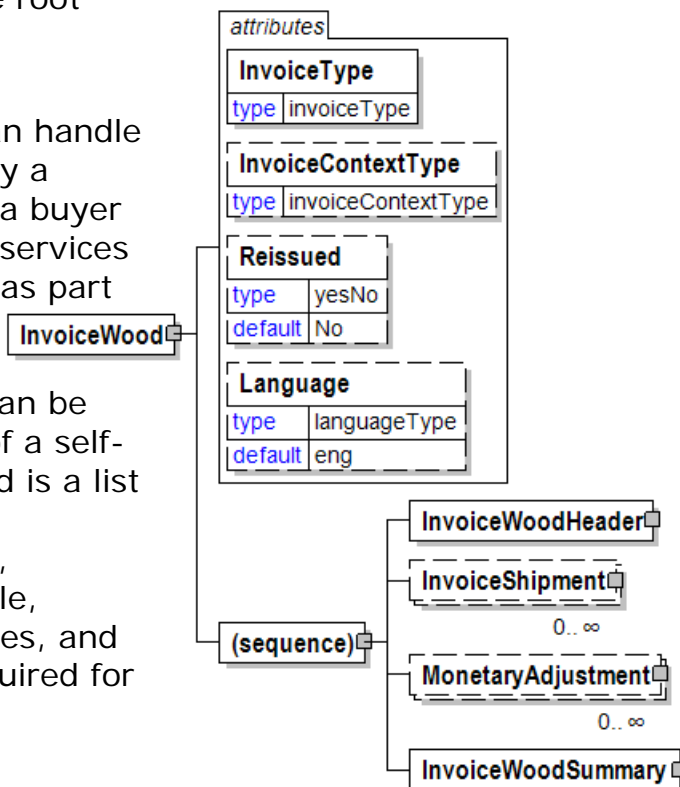 e root
an handle
y a
a buyer
services
as part
an be
of a self-
d is a list
,
le,
es, and
uired for
attributes
InvoiceType
type invoiceType
InvoiceContextType
type invoiceContextType
Reissued
type yesNo
default No
Language
type languageType
default eng
InvoiceWood
(sequence)
InvoiceWoodHeader
InvoiceShipment
0.. ∞
MonetaryAdjustment
0.. ∞
InvoiceWoodSummary